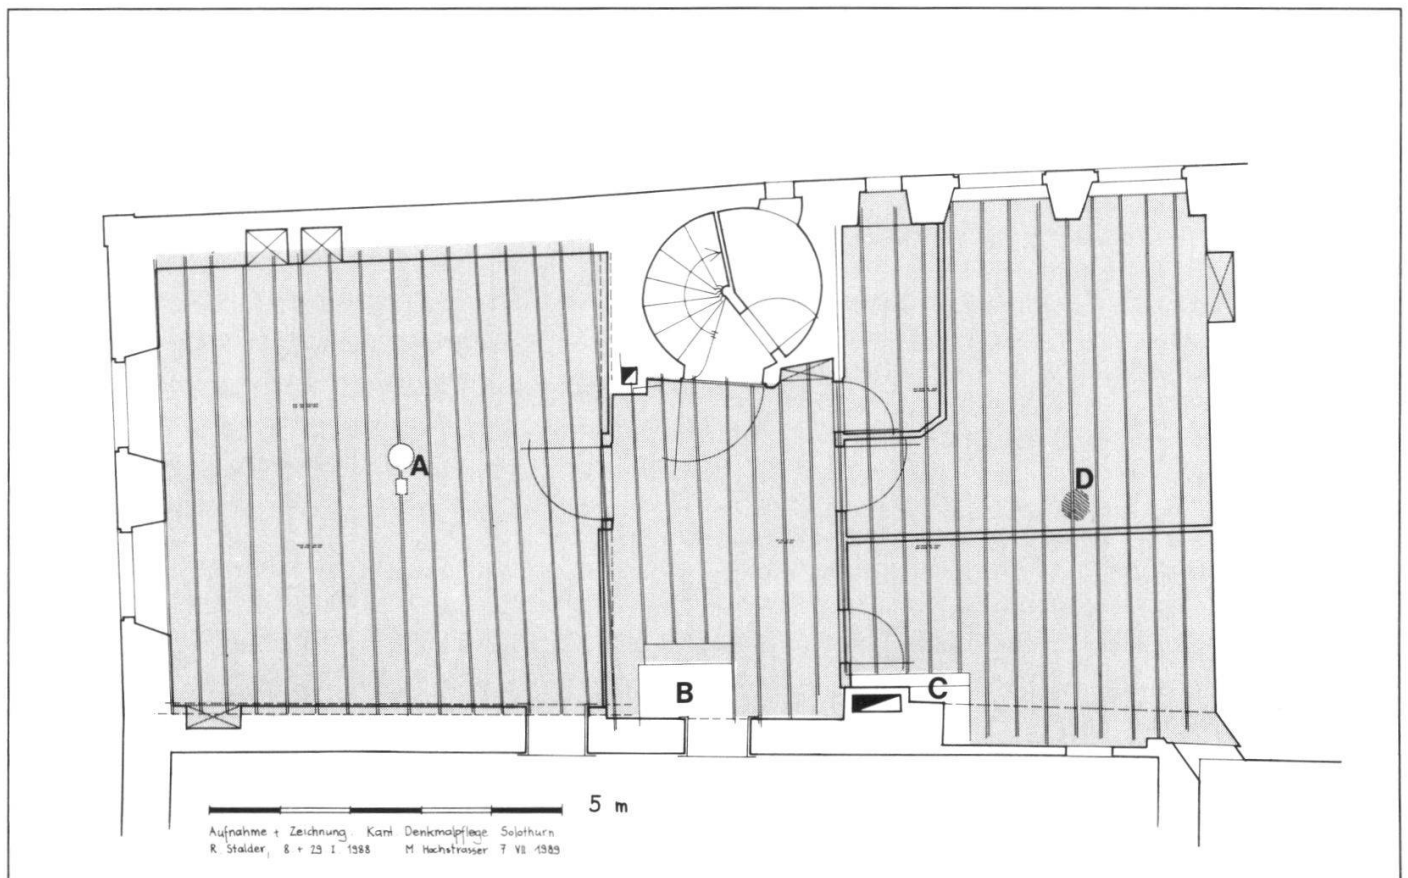 A
D
B
C
5 m
Aufnahme + Zeichnung. Kant. Denkmalpflege Solothurn
R. Stalder, 8 + 29 I. 1988 M. Hochstrasser 7 VII 1989